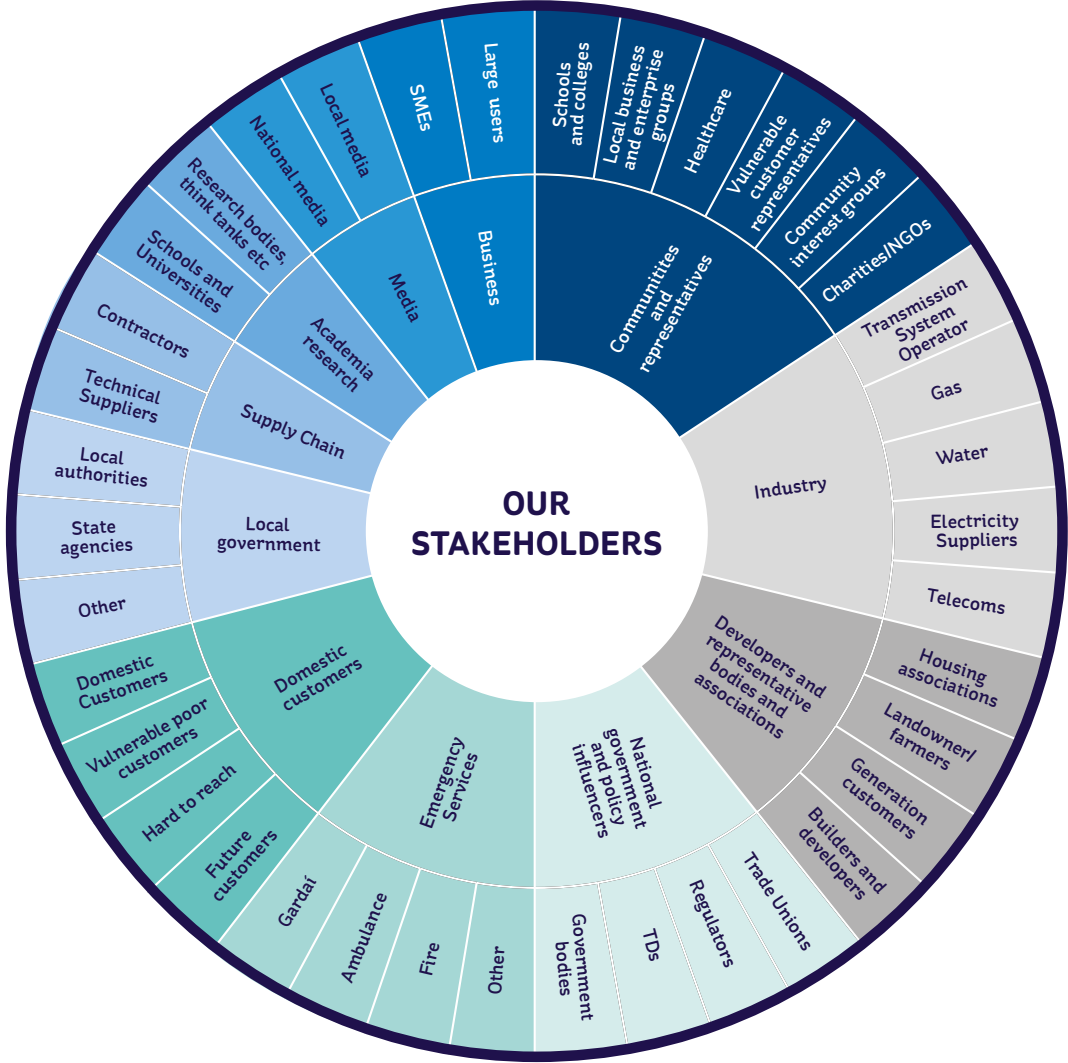 OUR
STAKEHOLDERS
Communitites
and
representatives
Schools
and colleges
Local business
and enterprise
groups
Healthcare
Vulnerable
customer
representatives
Community
interest groups
Charities/NGOs
Industry
Transmission
System
Operator
Gas
Water
Electricity
Suppliers
Telecoms
Developers and
representative
bodies and
associations
Housing
associations
Landowner/
farmers
Generation
customers
Builders and
developers
National
government
and policy
influencers
Trade Unions
Regulators
TDs
Government
bodies
Emergency
Services
Other
Fire
Ambulance
Gardaí
Domestic
customers
Future
customers
Hard to reach
Vulnerable poor
customers
Domestic
Customers
Local
government
Other
State
agencies
Local
authorities
Supply Chain
Technical
Suppliers
Contractors
Academia
research
Schools and
Universities
Research bodies,
think tanks etc
Media
National media
Local media
Business
SMEs
Large users